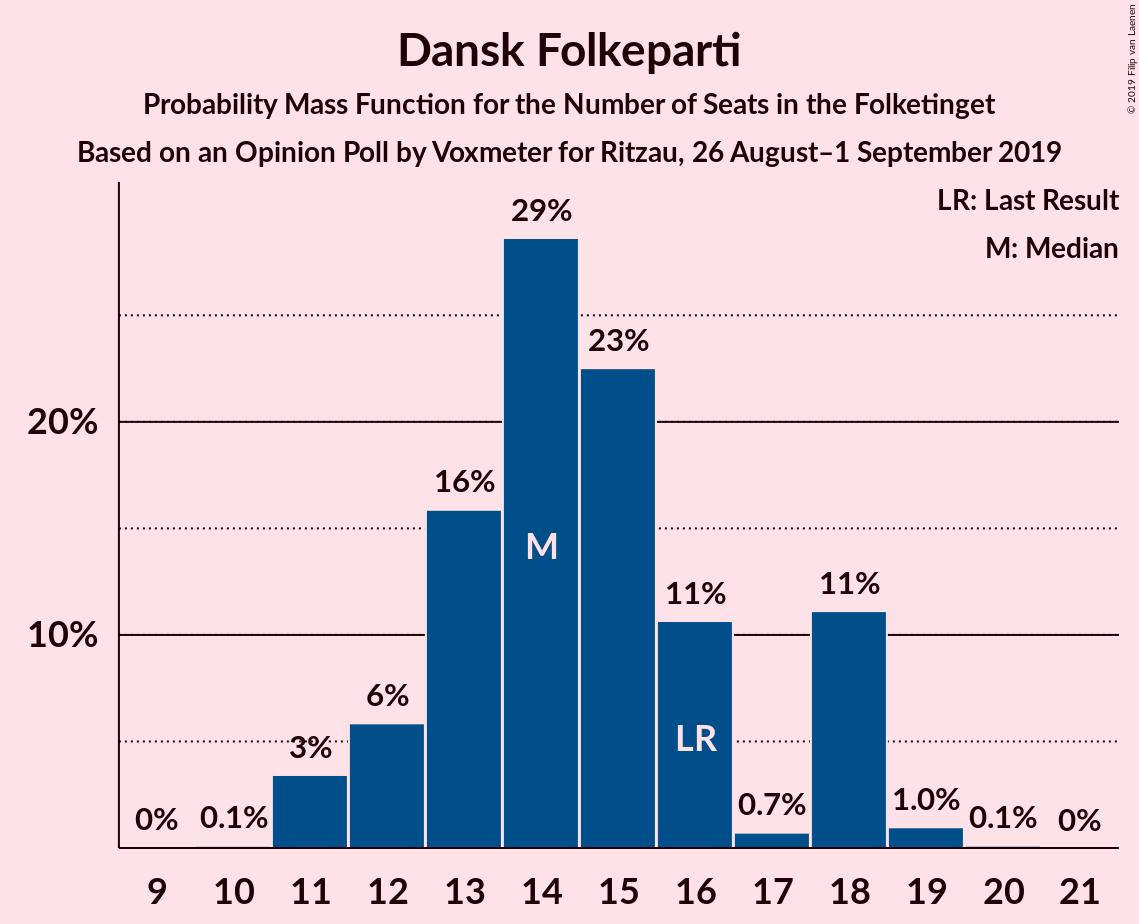 Dansk Folkeparti
Probability Mass Function for the Number of Seats in the Folketinget
Based on an Opinion Poll by Voxmeter for Ritzau, 26 August–1 September 2019
© 2019 Filip van Laenen
LR: Last Result
M: Median
29%
23%
20%
16%
M
11%
11%
10%
6%
LR
3%
0%
0.1%
0.7%
1.0%
0.1%
0%
9 10 11 12 13 14 15 16 17 18 19 20 21